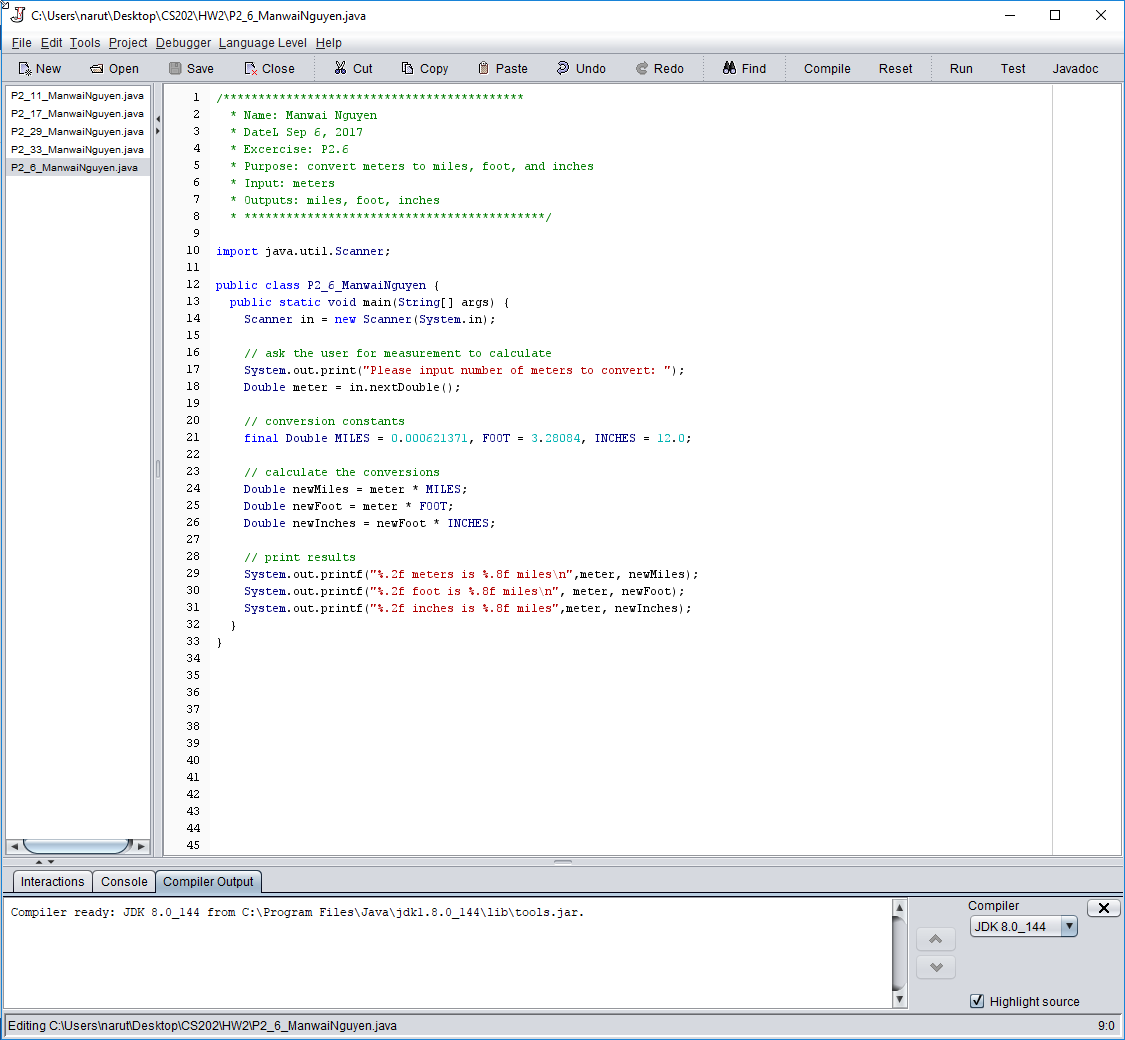 C:\Users\narut\Desktop\CS202\HW2\P2_6_ManwaiNguyen.java
File Edit Tools Project Debugger Language Level Help
New Open Save Close Cut Copy Paste Undo Redo Find Compile Reset Run Test Javadoc
P2_11_ManwaiNguyen.java
P2_17_ManwaiNguyen.java
P2_29_ManwaiNguyen.java
P2_33_ManwaiNguyen.java
P2_6_ManwaiNguyen.java
1 /*******************************************
2 * Name: Manwai Nguyen
3 * DateL Sep 6, 2017
4 * Excercise: P2.6
5 * Purpose: convert meters to miles, foot, and inches
6 * Input: meters
7 * Outputs: miles, foot, inches
8 * *******************************************/
9
10 import java.util.Scanner;
11
12 public class P2_6_ManwaiNguyen {
13 public static void main(String[] args) {
14 Scanner in = new Scanner(System.in);
15
16 // ask the user for measurement to calculate
17 System.out.print("Please input number of meters to convert: ");
18 Double meter = in.nextDouble();
19
20 // conversion constants
21 final Double MILES = 0.000621371, FOOT = 3.28084, INCHES = 12.0;
22
23 // calculate the conversions
24 Double newMiles = meter * MILES;
25 Double newFoot = meter * FOOT;
26 Double newInches = newFoot * INCHES;
27
28 // print results
29 System.out.printf("%.2f meters is %.8f miles\n",meter, newMiles);
30 System.out.printf("%.2f foot is %.8f miles\n", meter, newFoot);
31 System.out.printf("%.2f inches is %.8f miles",meter, newInches);
32 }
33 }
34
35
36
37
38
39
40
41
42
43
44
45
Interactions Console Compiler Output
Compiler ready: JDK 8.0_144 from C:\Program Files\Java\jdk1.8.0_144\lib\tools.jar.
Compiler
JDK 8.0_144
Highlight source
Editing C:\Users\narut\Desktop\CS202\HW2\P2_6_ManwaiNguyen.java 9:0